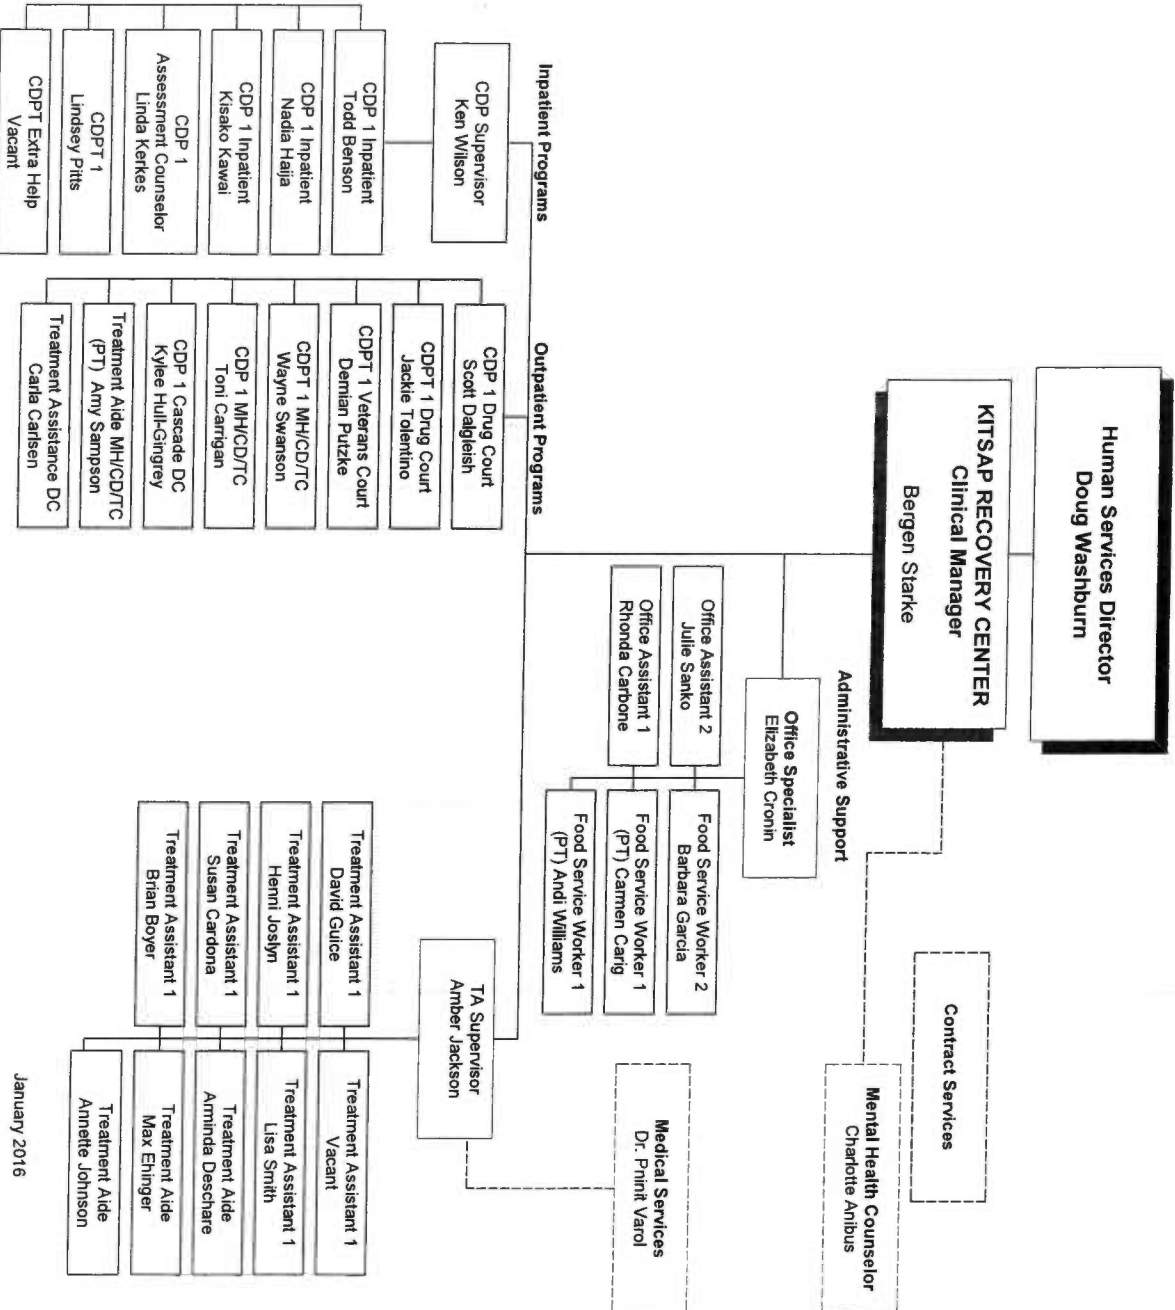 Human Services Director
Doug Washburn
KITSAP RECOVERY CENTER
Clinical Manager
Bergen Starke
Contract Services
Mental Health Counselor
Charlotte Anibus
Administrative Support
Office Specialist
Elizabeth Cronin
Office Assistant 2
Julie Sanko
Food Service Worker 2
Barbara Garcia
Office Assistant 1
Rhonda Carbone
Food Service Worker 1
(PT) Carmen Carig
Food Service Worker 1
(PT) Andi Williams
Medical Services
Dr. Pninit Varol
Inpatient Programs
CDP Supervisor
Ken Wilson
CDP 1 Inpatient
Todd Benson
CDP 1 Inpatient
Nadia Haija
CDP 1 Inpatient
Kisako Kawai
CDP 1
Assessment Counselor
Linda Kerkes
CDPT 1
Lindsey Pitts
CDPT Extra Help
Vacant
Outpatient Programs
CDP 1 Drug Court
Scott Dalgleish
CDPT 1 Drug Court
Jackie Tolentino
CDPT 1 Veterans Court
Demian Putzke
CDPT 1 MH/CD/TC
Wayne Swanson
CDP 1 MH/CD/TC
Toni Carrigan
CDP 1 Cascade DC
Kylee Hull-Gingrey
Treatment Aide MH/CD/TC
(PT) Amy Sampson
Treatment Assistance DC
Carla Carlsen
TA Supervisor
Amber Jackson
Treatment Assistant 1
David Guice
Treatment Assistant 1
Vacant
Treatment Assistant 1
Henni Joslyn
Treatment Assistant 1
Lisa Smith
Treatment Assistant 1
Susan Cardona
Treatment Aide
Arminda Deschare
Treatment Assistant 1
Brian Boyer
Treatment Aide
Max Ehinger
Treatment Aide
Annette Johnson
January 2016